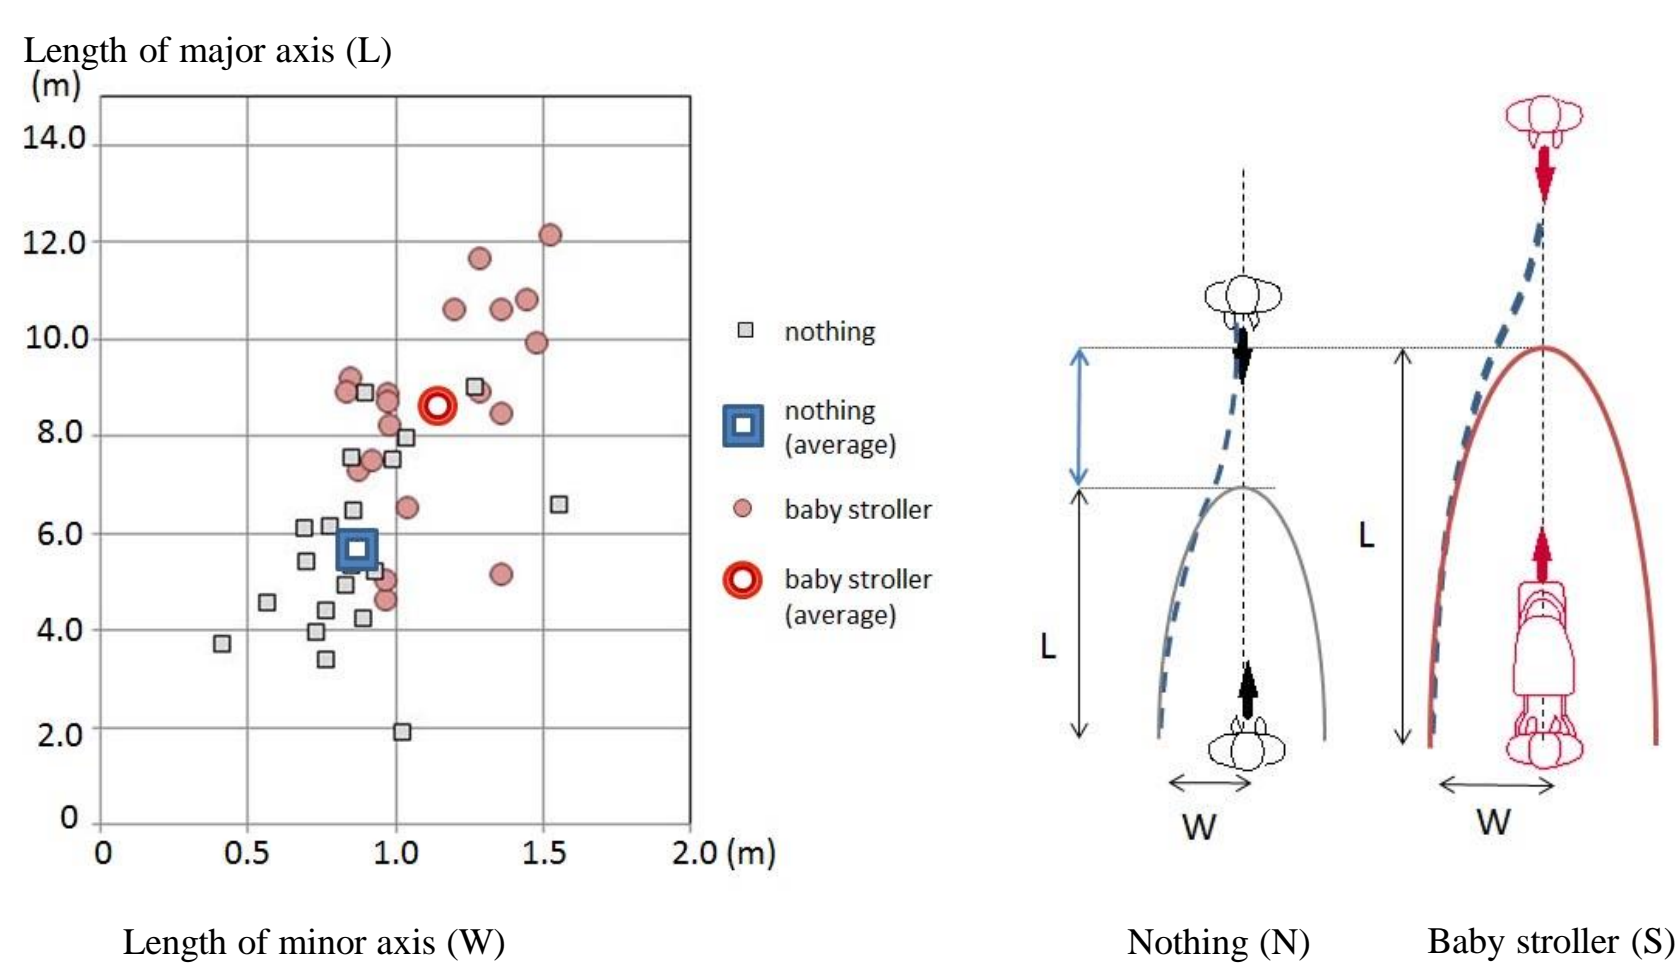 Length of major axis (L)
(m)
14.0
12.0
10.0
8.0
6.0
4.0
2.0
0
0 0.5 1.0 1.5 2.0 (m)
Length of minor axis (W)
nothing
nothing
(average)
baby stroller
baby stroller
(average)
L
W
L
W
Nothing (N)
Baby stroller (S)